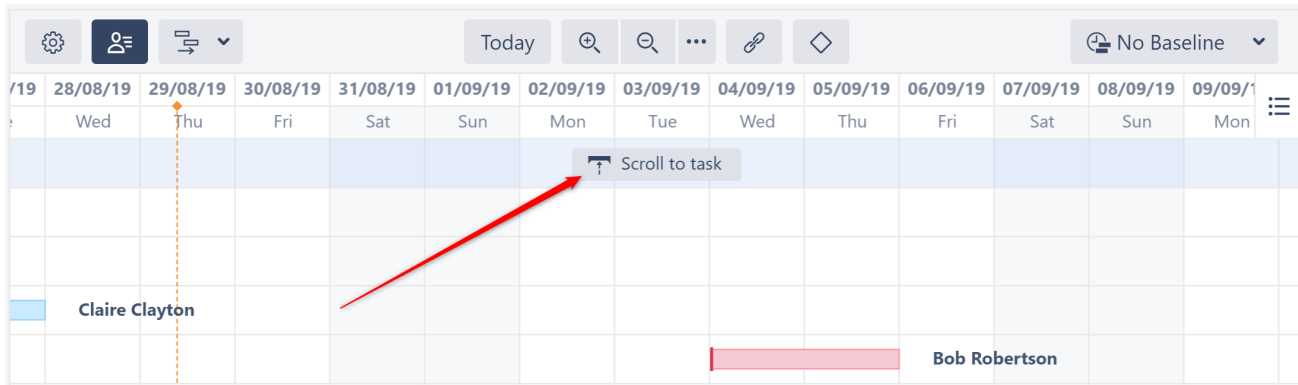 Today ••• No Baseline
/19 28/08/19 29/08/19 30/08/19 31/08/19 01/09/19 02/09/19 03/09/19 04/09/19 05/09/19 06/09/19 07/09/19 08/09/19 09/09/1
Wed Thu Fri Sat Sun Mon Tue Wed Thu Fri Sat Sun Mon
Scroll to task
Claire Clayton
Bob Robertson